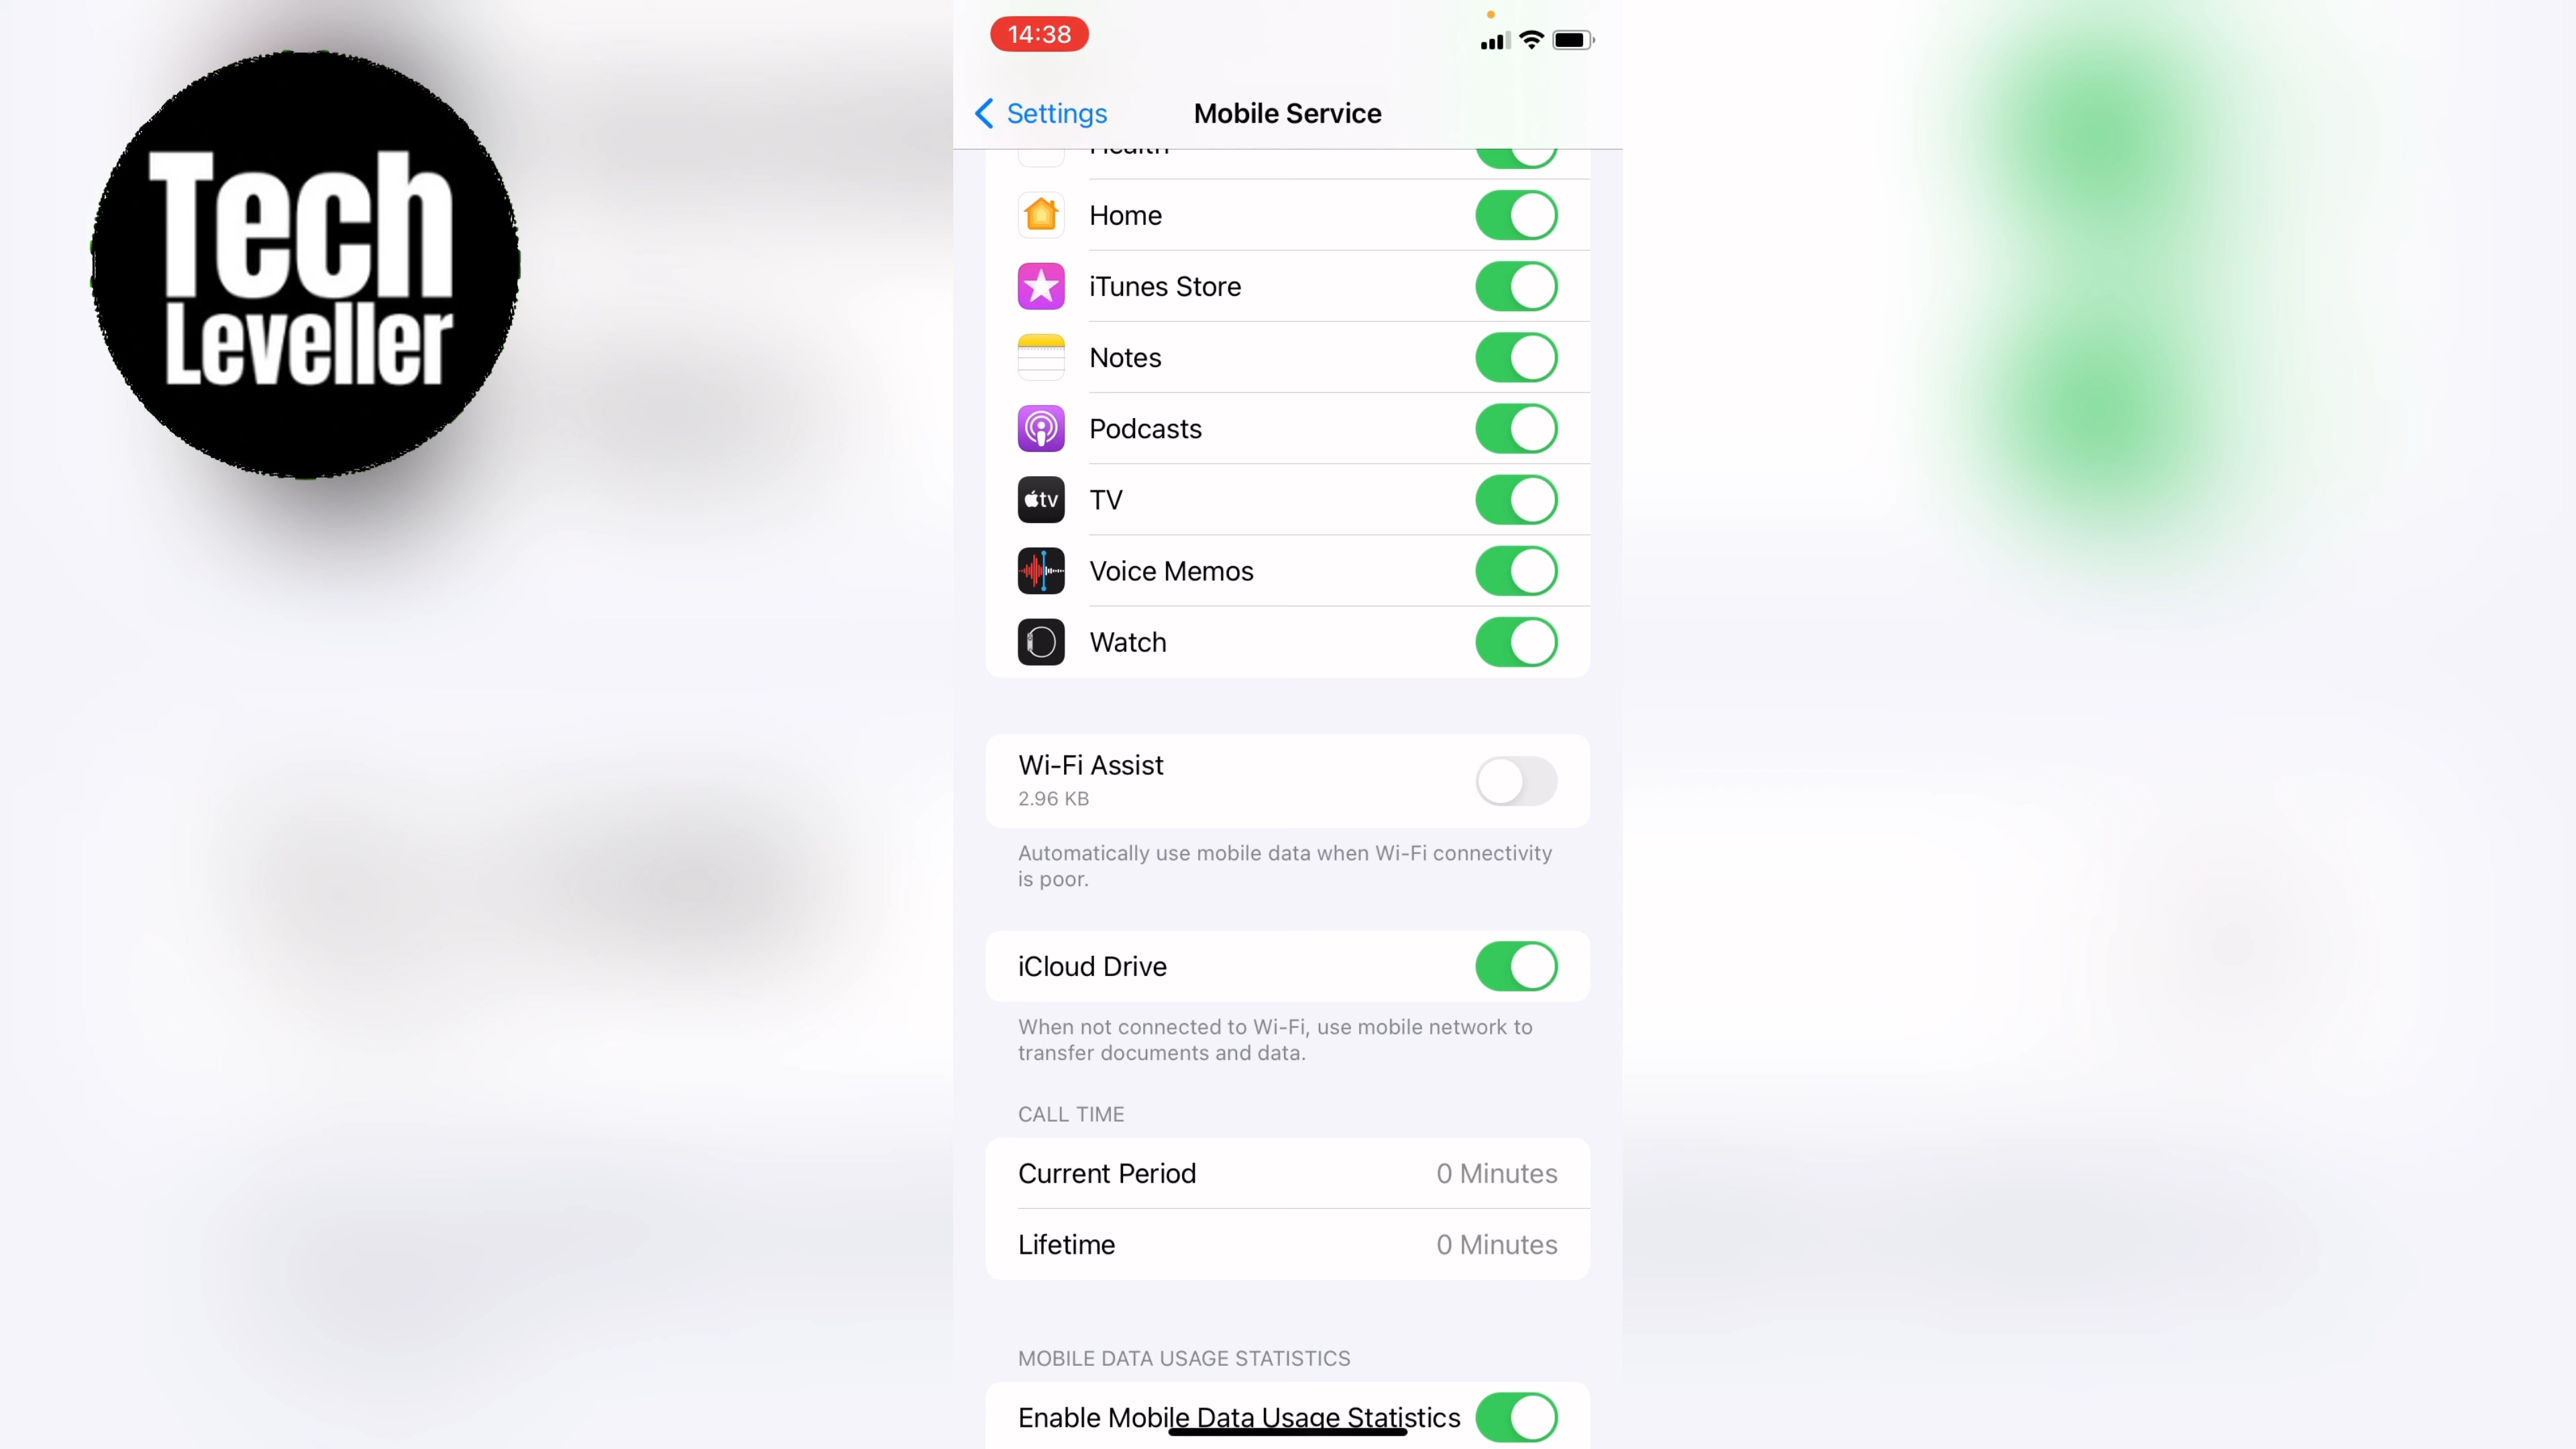 Tech
Leveller
14:38
Settings
Mobile Service
Health
Home
iTunes Store
Notes
Podcasts
tv
TV
Voice Memos
Watch
Wi-Fi Assist
2.96 KB
Automatically use mobile data when Wi-Fi connectivity
is poor.
iCloud Drive
When not connected to Wi-Fi, use mobile network to
transfer documents and data.
CALL TIME
Current Period 0 Minutes
Lifetime 0 Minutes
MOBILE DATA USAGE STATISTICS
Enable Mobile Data Usage Statistics